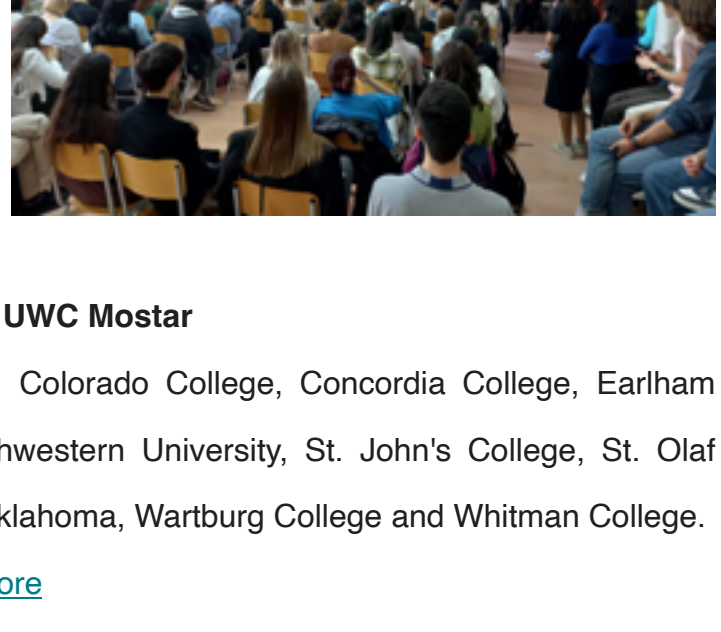 UWC Mostar
Colorado College, Concordia College, Earlham
hwestern University, St. John's College, St. Olaf
klahoma, Wartburg College and Whitman College.
ore